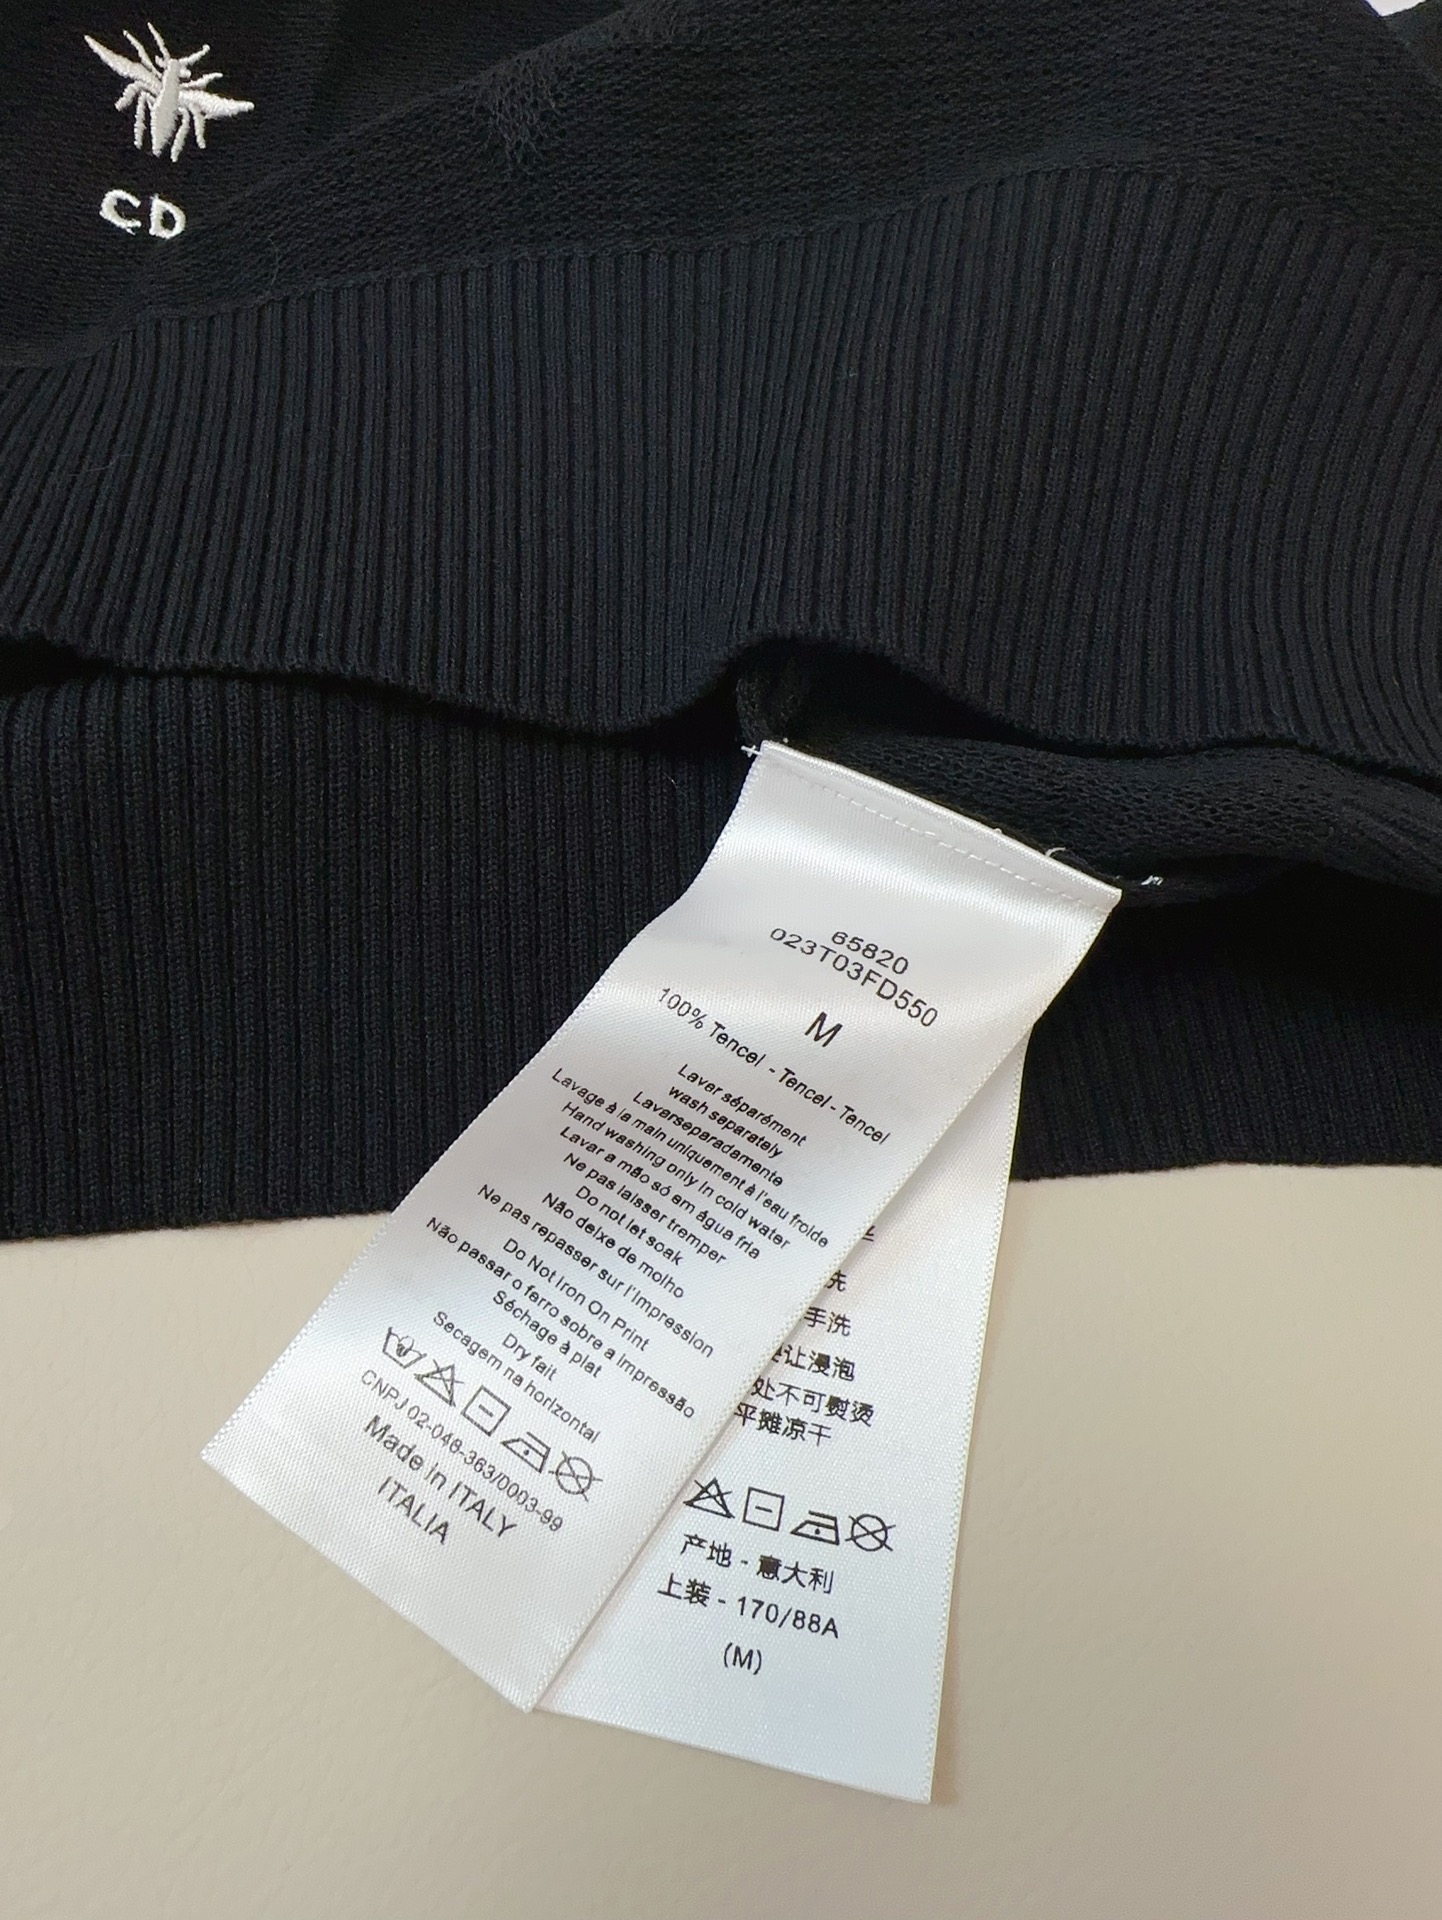 CD
65820
023T03FD550
M
100% Tencel - Tencel - Tencel
Laver séparément
wash separately
Lavarseparadamente
Lavage à la main uniquement à l'eau froide
Hand washing only in cold water
Lavar a mão só em água fria
Ne pas laisser tremper
Do not let soak
Não deixe de molho
Ne pas repasser sur l'impression
Do Not Iron On Print
Não passar o ferro sobre a impressão
Séchage à plat
Dry fait
Secagem na horizontal
CNPJ 02-046-363/0003-99
Made in ITALY
ITALIA
洗
手洗
让浸泡
处不可熨烫
平摊凉干
产地 - 意大利
上装 - 170/88A
(M)